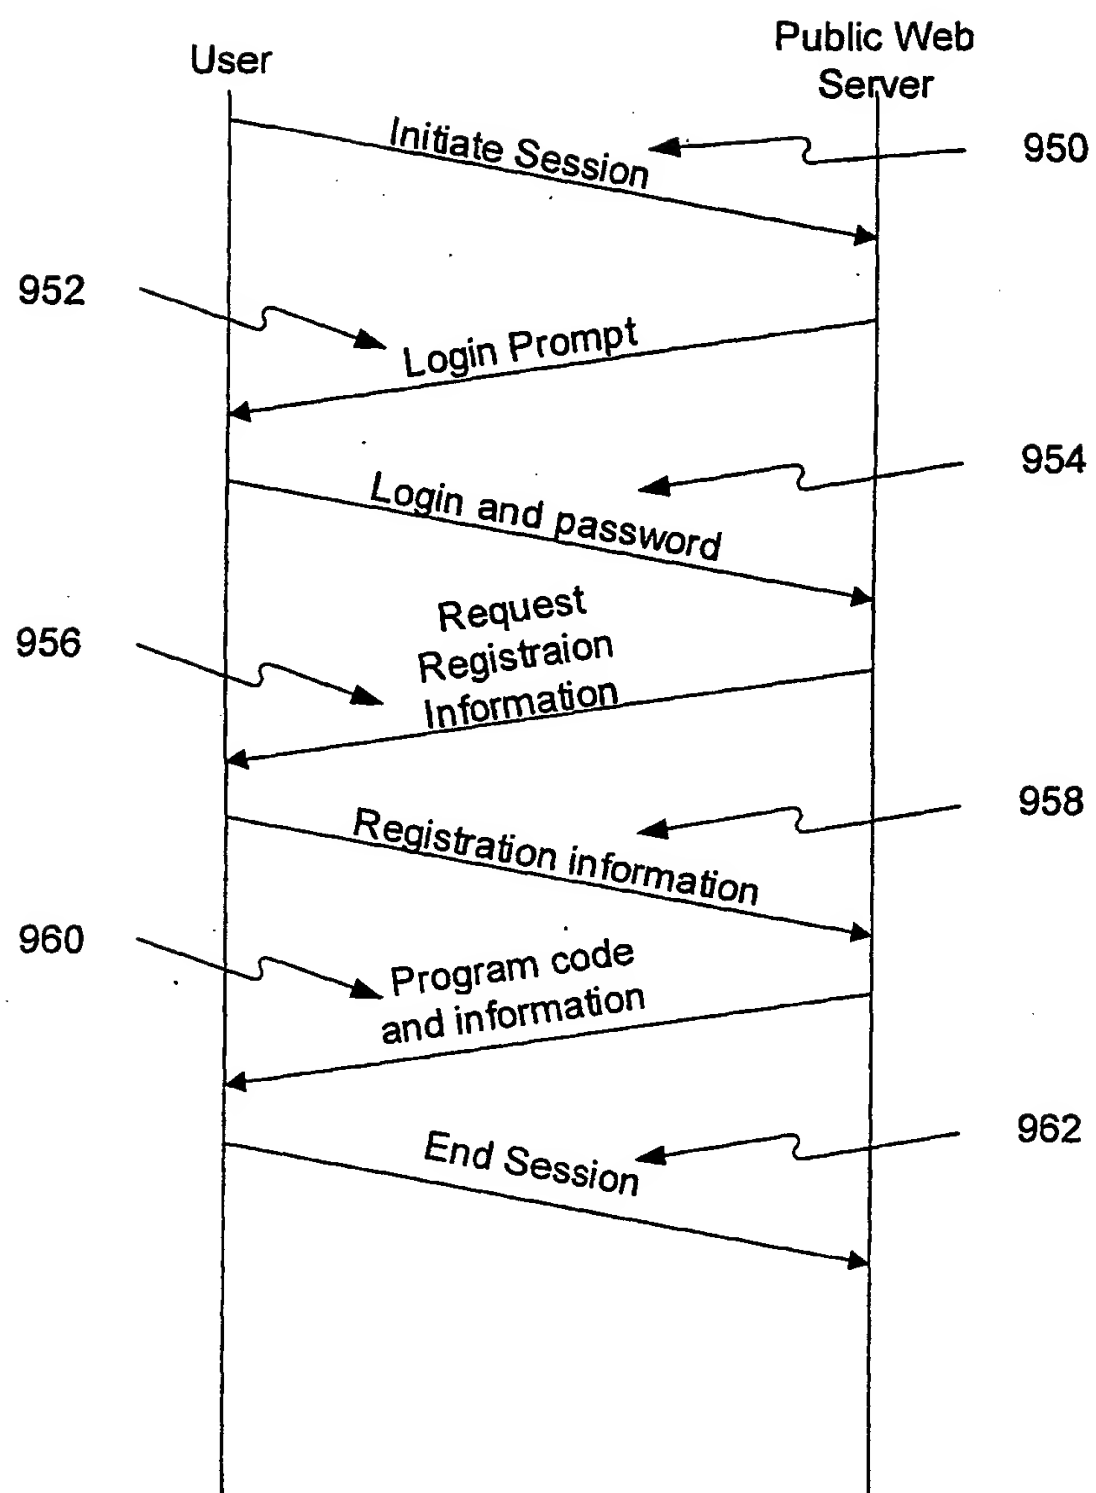 User
Public Web
Server
Initiate Session
950
952
Login Prompt
954
Login and password
956
Request
Registraion
Information
958
Registration information
960
Program code
and information
962
End Session